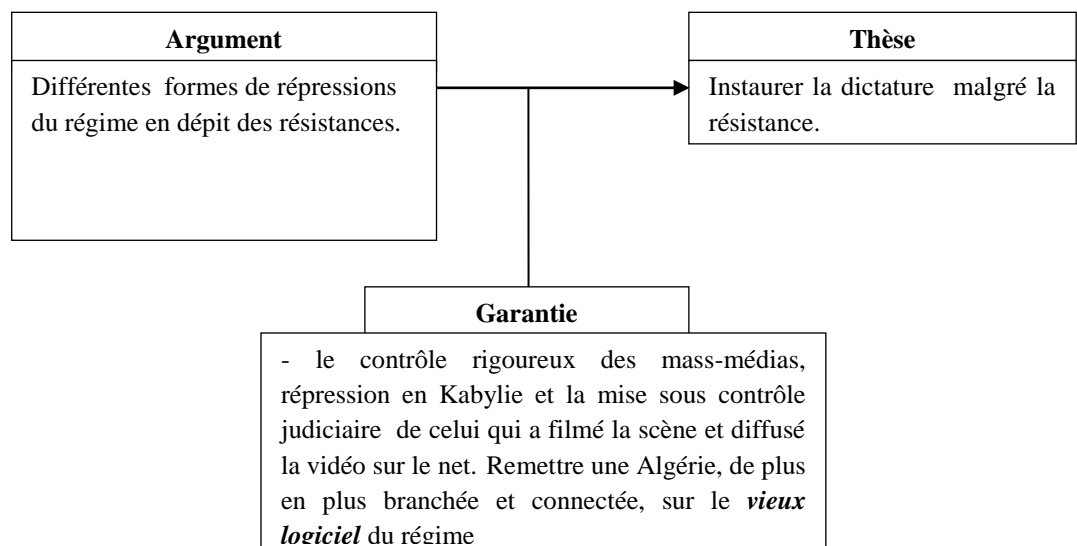 Argument
Différentes formes de répressions
du régime en dépit des résistances.
Thèse
Instaurer la dictature malgré la
résistance.
Garantie
- le contrôle rigoureux des mass-médias,
répression en Kabylie et la mise sous contrôle
judiciaire de celui qui a filmé la scène et diffusé
la vidéo sur le net. Remettre une Algérie, de plus
en plus branchée et connectée, sur le vieux
logiciel du régime